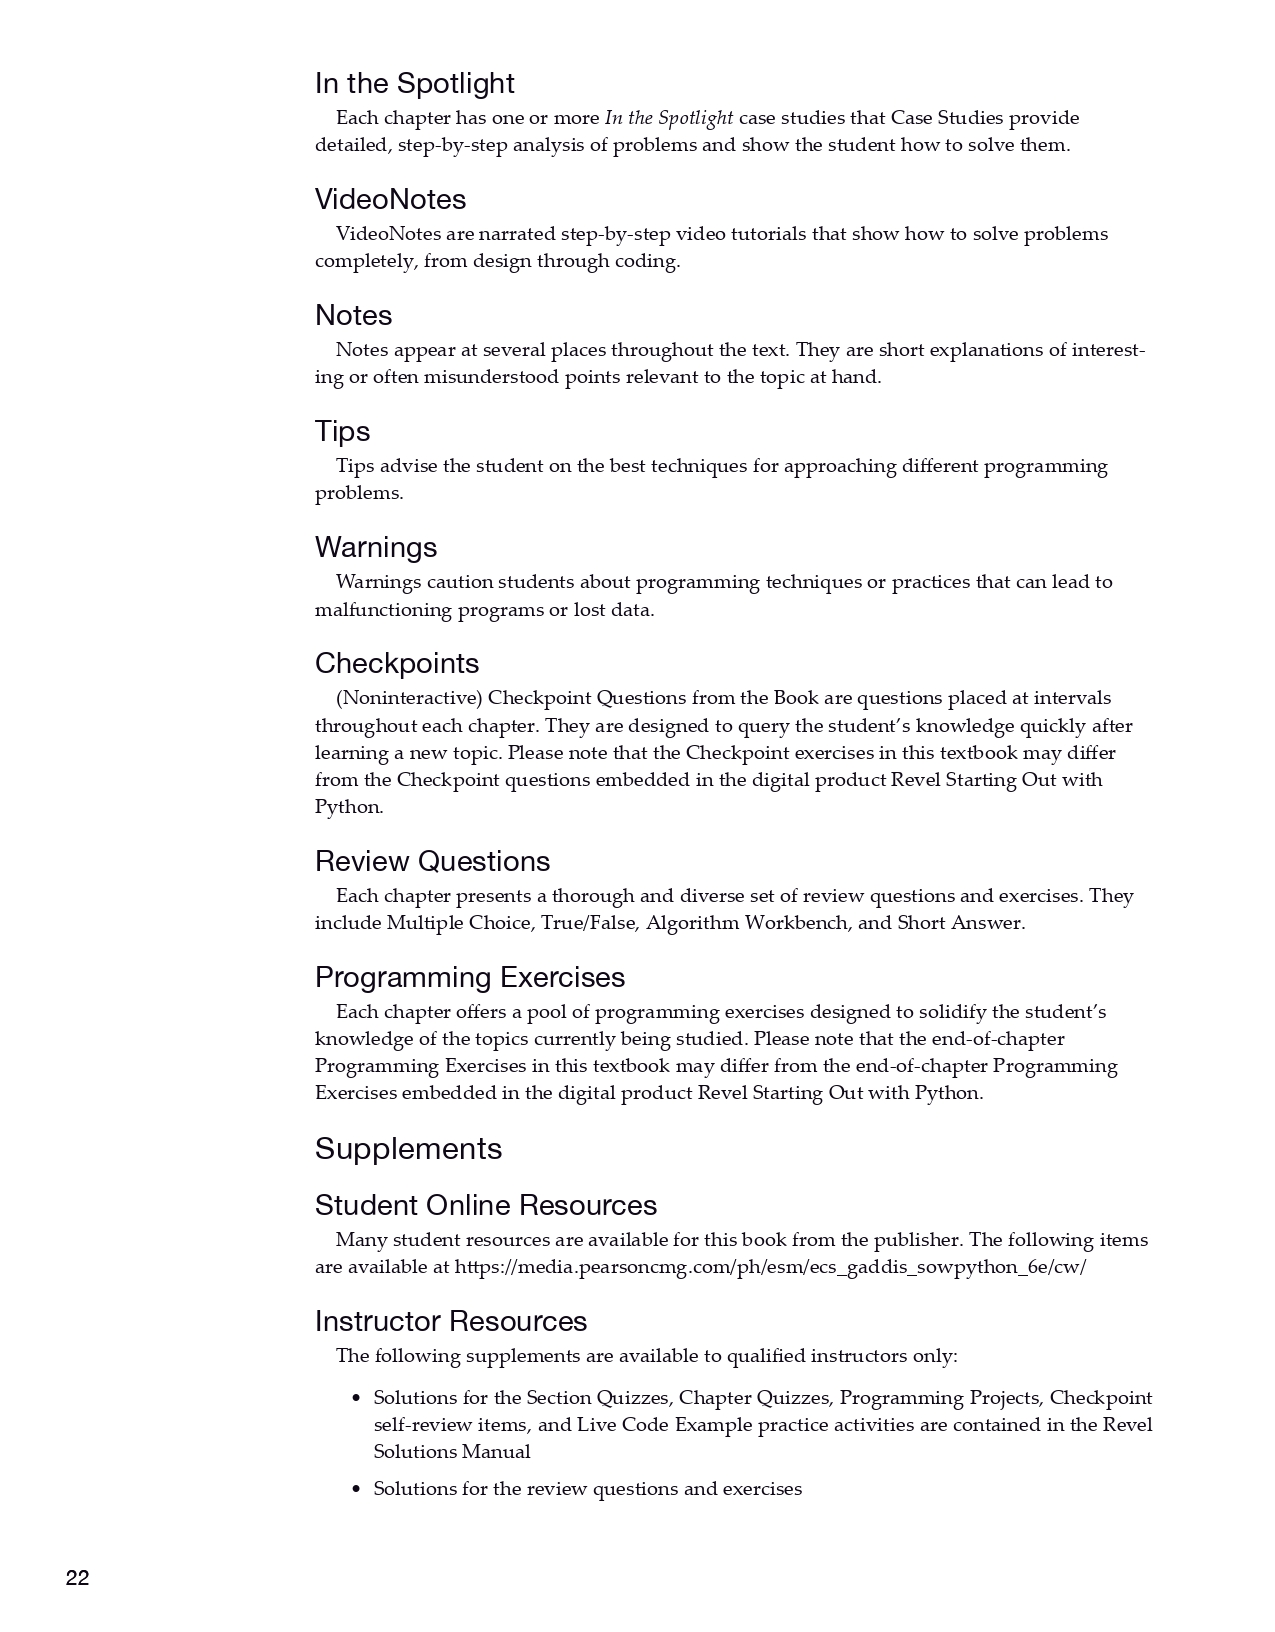 In the Spotlight
Each chapter has one or more In the Spotlight case studies that Case Studies provide
detailed, step-by-step analysis of problems and show the student how to solve them.
VideoNotes
VideoNotes are narrated step-by-step video tutorials that show how to solve problems
completely, from design through coding.
Notes
Notes appear at several places throughout the text. They are short explanations of interest-
ing or often misunderstood points relevant to the topic at hand.
Tips
Tips advise the student on the best techniques for approaching different programming
problems.
Warnings
Warnings caution students about programming techniques or practices that can lead to
malfunctioning programs or lost data.
Checkpoints
(Noninteractive) Checkpoint Questions from the Book are questions placed at intervals
throughout each chapter. They are designed to query the student’s knowledge quickly after
learning a new topic. Please note that the Checkpoint exercises in this textbook may differ
from the Checkpoint questions embedded in the digital product Revel Starting Out with
Python.
Review Questions
Each chapter presents a thorough and diverse set of review questions and exercises. They
include Multiple Choice, True/False, Algorithm Workbench, and Short Answer.
Programming Exercises
Each chapter offers a pool of programming exercises designed to solidify the student’s
knowledge of the topics currently being studied. Please note that the end-of-chapter
Programming Exercises in this textbook may differ from the end-of-chapter Programming
Exercises embedded in the digital product Revel Starting Out with Python.
Supplements
Student Online Resources
Many student resources are available for this book from the publisher. The following items
are available at https://media.pearsoncmg.com/ph/esm/ecs_gaddis_sowpython_6e/cw/
Instructor Resources
The following supplements are available to qualified instructors only:
• Solutions for the Section Quizzes, Chapter Quizzes, Programming Projects, Checkpoint
self-review items, and Live Code Example practice activities are contained in the Revel
Solutions Manual
• Solutions for the review questions and exercises
22